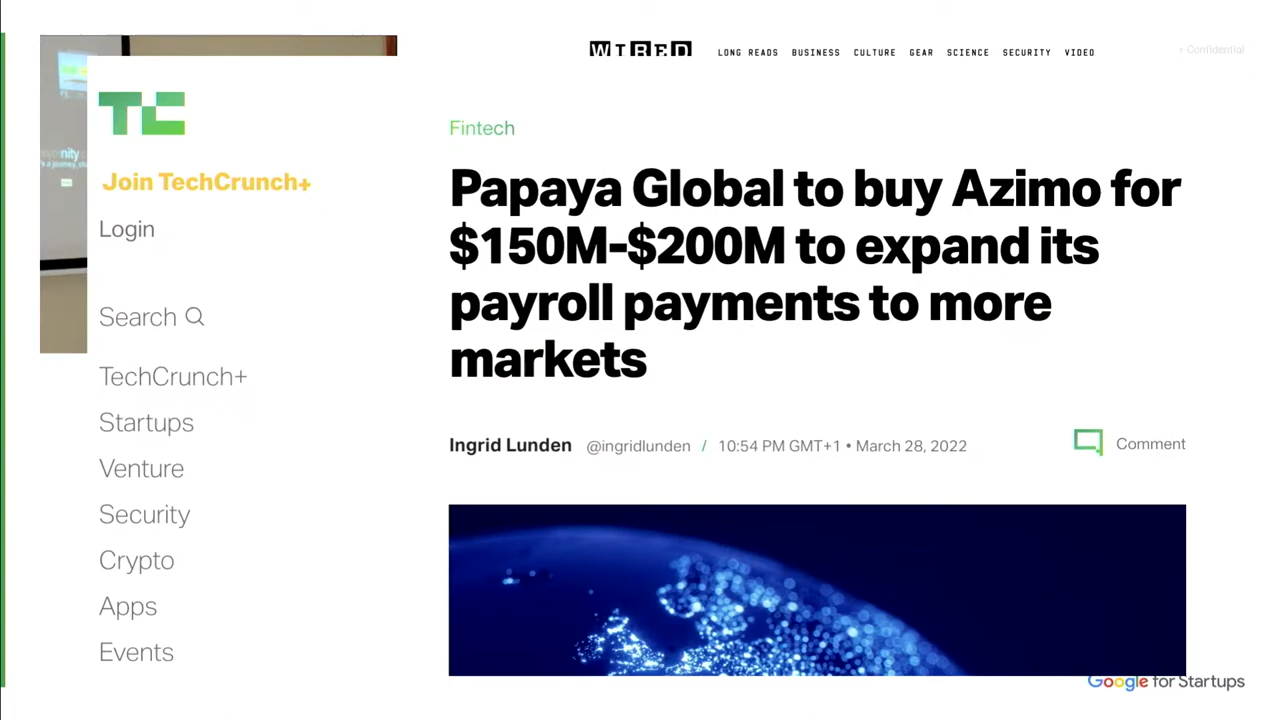 WIRED LONG READS BUSINESS CULTURE GEAR SCIENCE SECURITY VIDEO
Confidential
TC
Join TechCrunch+
Login
Search
TechCrunch+
Startups
Venture
Security
Crypto
Apps
Events
Fintech
Papaya Global to buy Azimo for
$150M-$200M to expand its
payroll payments to more
markets
Ingrid Lunden @ingridlunden / 10:54 PM GMT+1 • March 28, 2022
Comment
Google for Startups